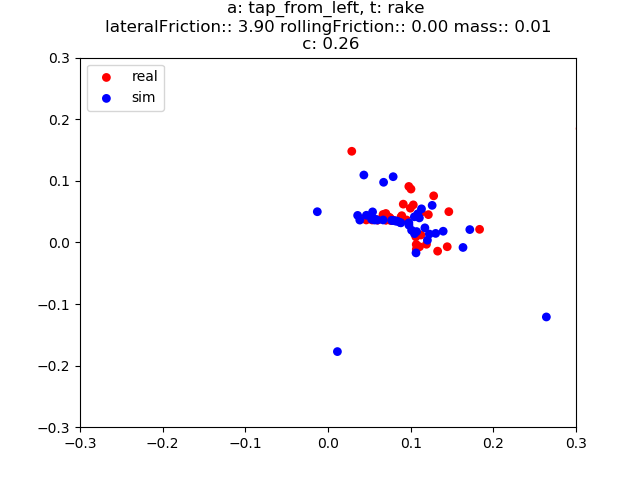 a: tap_from_left, t: rake
lateralFriction:: 3.90 rollingFriction:: 0.00 mass:: 0.01
c: 0.26
real
sim
0.3
0.2
0.1
0.0
−0.1
−0.2
−0.3
−0.3 −0.2 −0.1 0.0 0.1 0.2 0.3